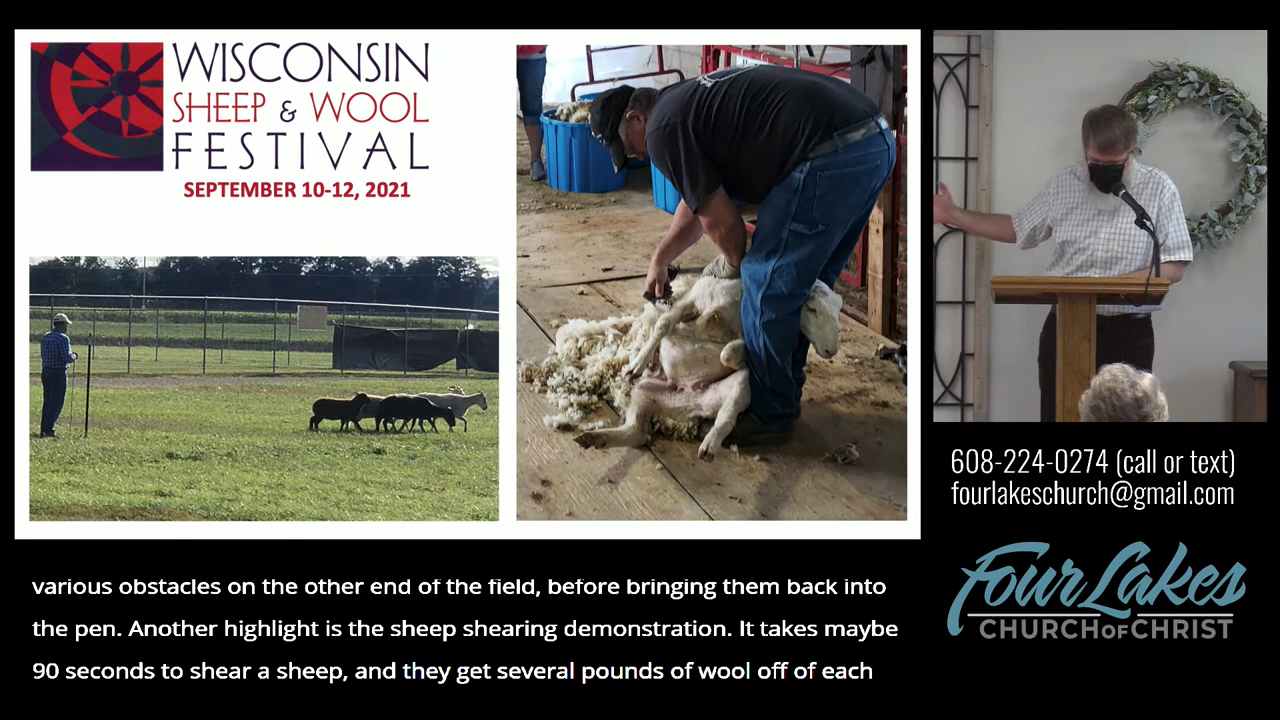 WISCONSIN
SHEEP & WOOL
FESTIVAL
SEPTEMBER 10-12, 2021
608-224-0274 (call or text)
fourlakeschurch@gmail.com
Four Lakes
CHURCH OF CHRIST
various obstacles on the other end of the field, before bringing them back into
the pen. Another highlight is the sheep shearing demonstration. It takes maybe
90 seconds to shear a sheep, and they get several pounds of wool off of each